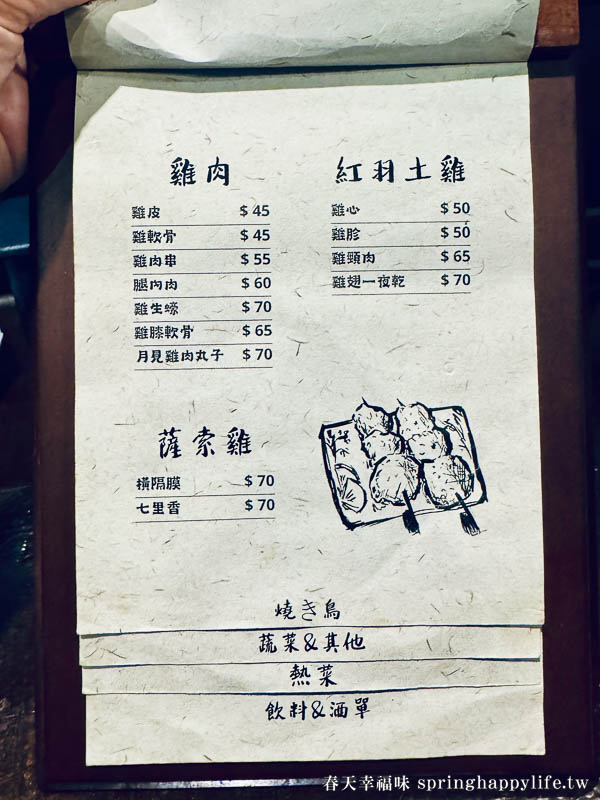 雞肉
雞皮 $45
雞軟骨 $45
雞肉串 $55
腿內肉 $60
雞生蠔 $70
雞膝軟骨 $65
月見雞肉丸子 $70
紅羽土雞
雞心 $50
雞胗 $50
雞頸肉 $65
雞翅一夜乾 $70
薩索雞
橫隔膜 $70
七里香 $70
燒き鳥
蔬菜&其他
熱菜
飲料&酒單
春天幸福味 springhappylife.tw